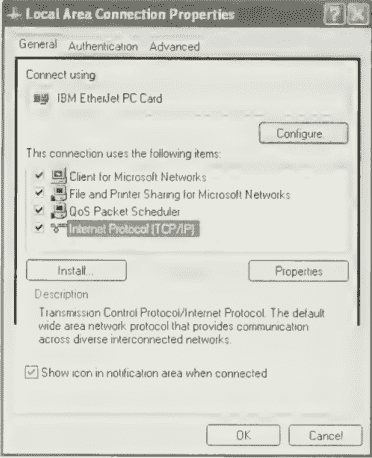 Local Area Connection Properties
General Authentication Advanced
Connect using
IBM EtherJet PC Card
Configure
This connection uses the following items:
Client for Microsoft Networks
File and Printer Sharing for Microsoft Networks
QoS Packet Scheduler
Internet Protocol (TCP/IP)
Install... Properties
Description
Transmission Control Protocol/Internet Protocol. The default
wide area network protocol that provides communication
across diverse interconnected networks.
Show icon in notification area when connected
OK Cancel